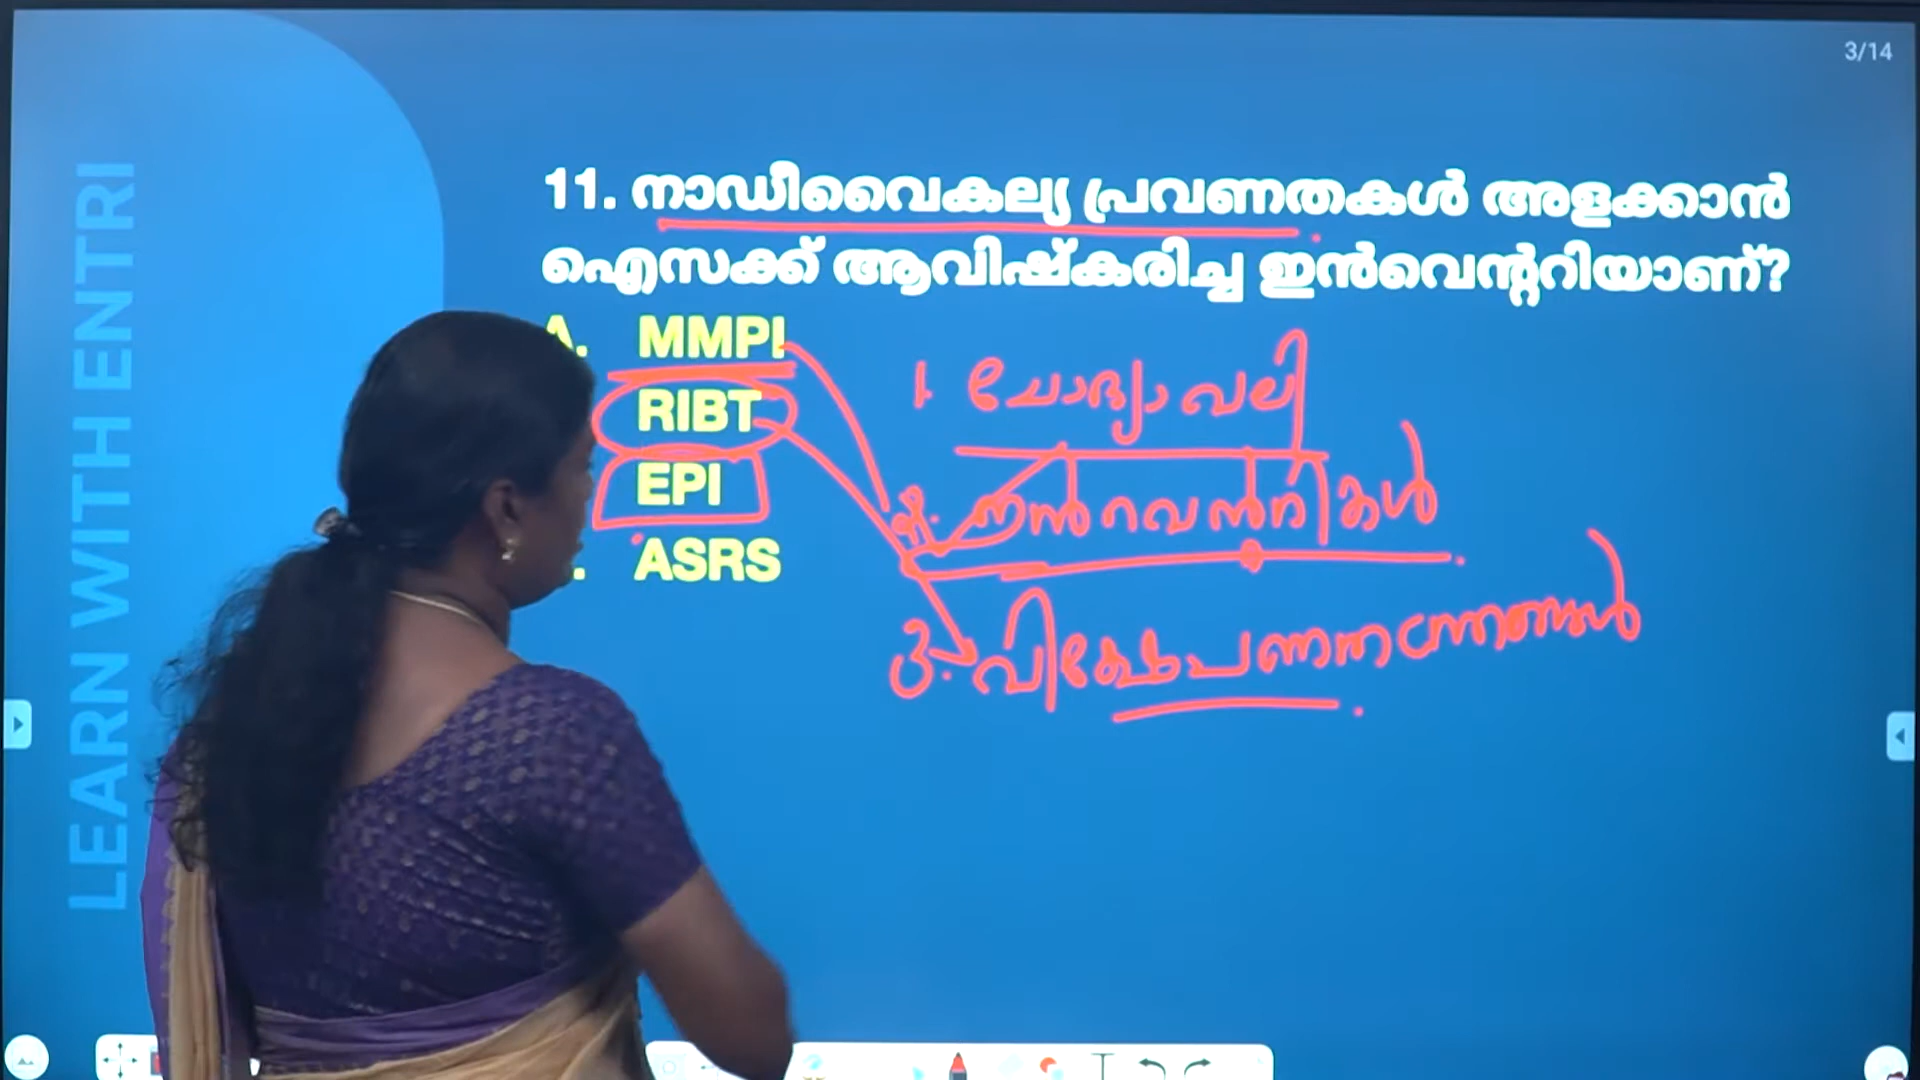 3/14
LEARN WITH ENTRI
11. നാഡീവൈകല്യ പ്രവണതകൾ അളക്കാൻ
ഐസക്ക് ആവിഷ്കരിച്ച ഇൻവെന്ററിയാണ്?
A. MMPI
RIBT
EPI
ASRS
1. ചോദ്യാവലി
ഇൻവെന്ററികൾ
3. വിക്ഷേപണതന്ത്രങ്ങൾ